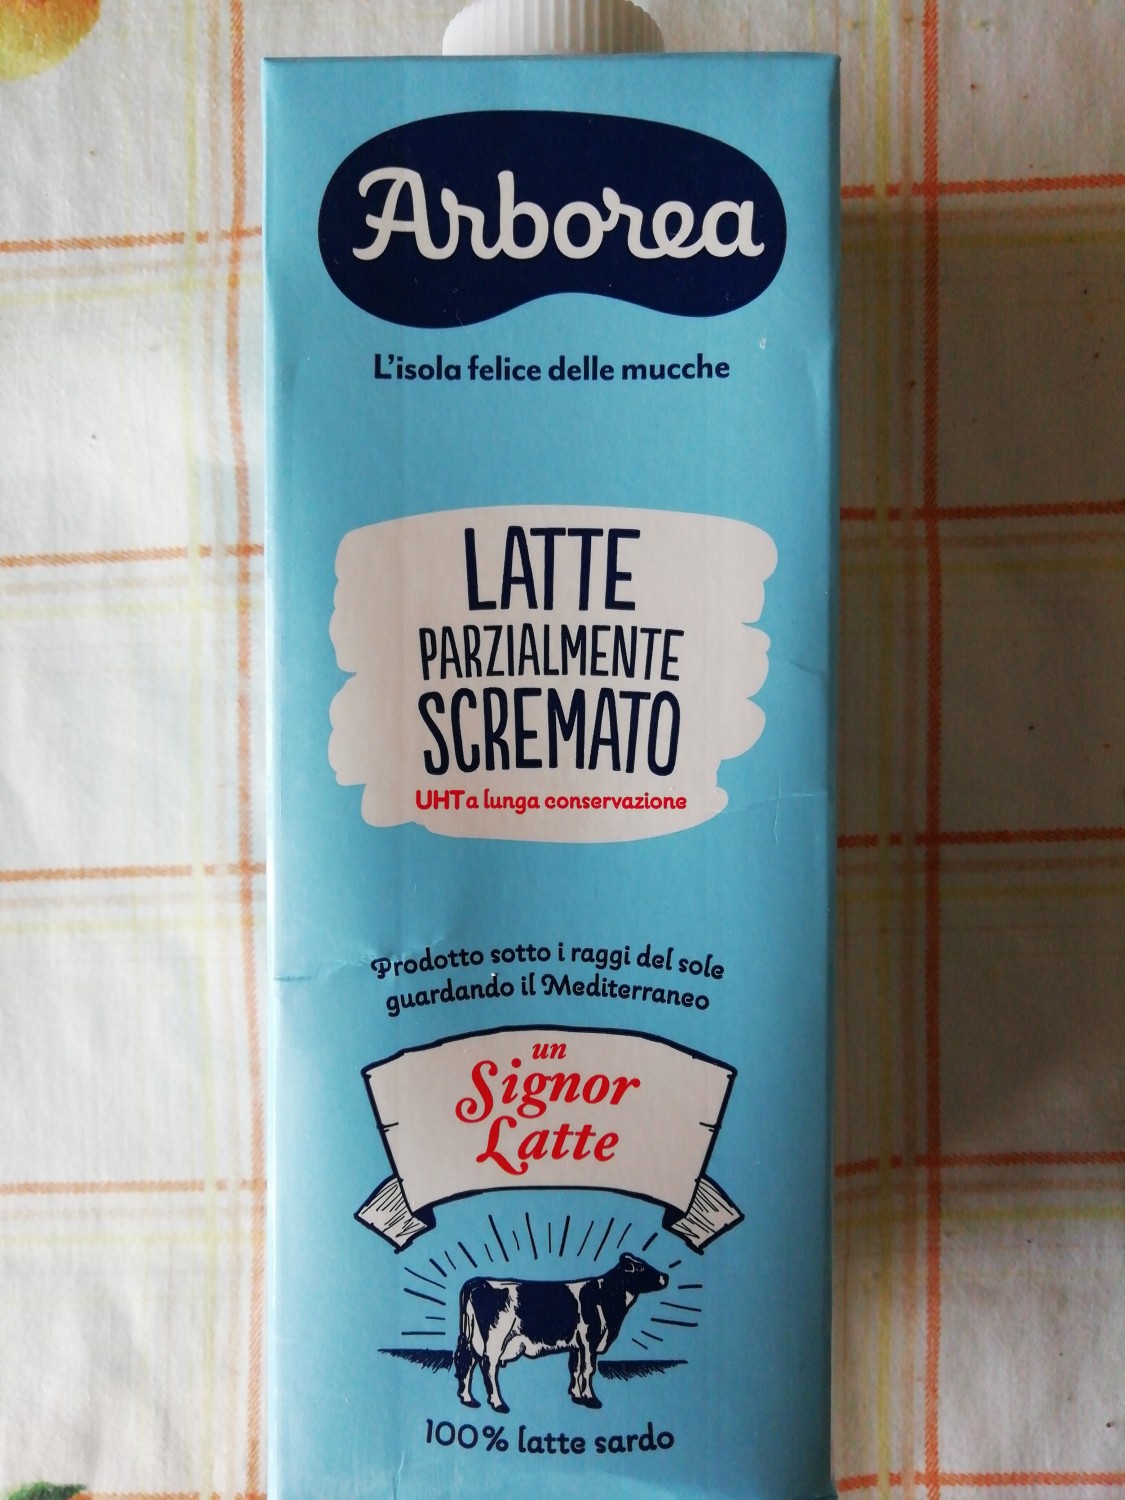 Arborea
L'isola felice delle mucche
LATTE
PARZIALMENTE
SCREMATO
UHT a lunga conservazione
Prodotto sotto i raggi del sole
guardando il Mediterraneo
un
Signor
Latte
100% latte sardo